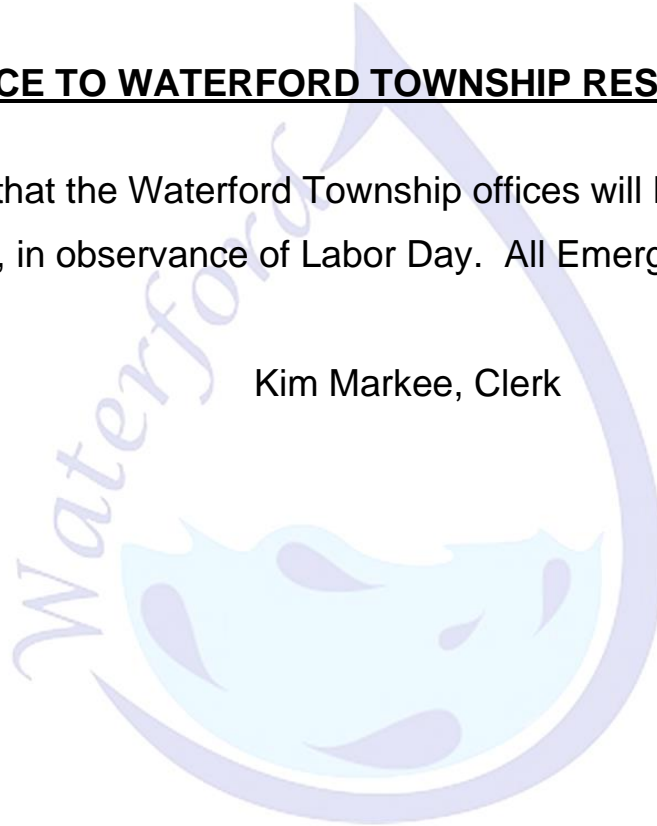 CE TO WATERFORD TOWNSHIP RES
that the Waterford Township offices will
, in observance of Labor Day.  All Emerg
Kim Markee, Clerk
Waterford